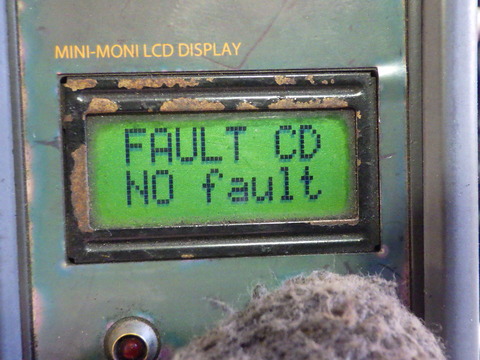 MINI-MONI LCD DISPLAY
FAULT CD
NO fault